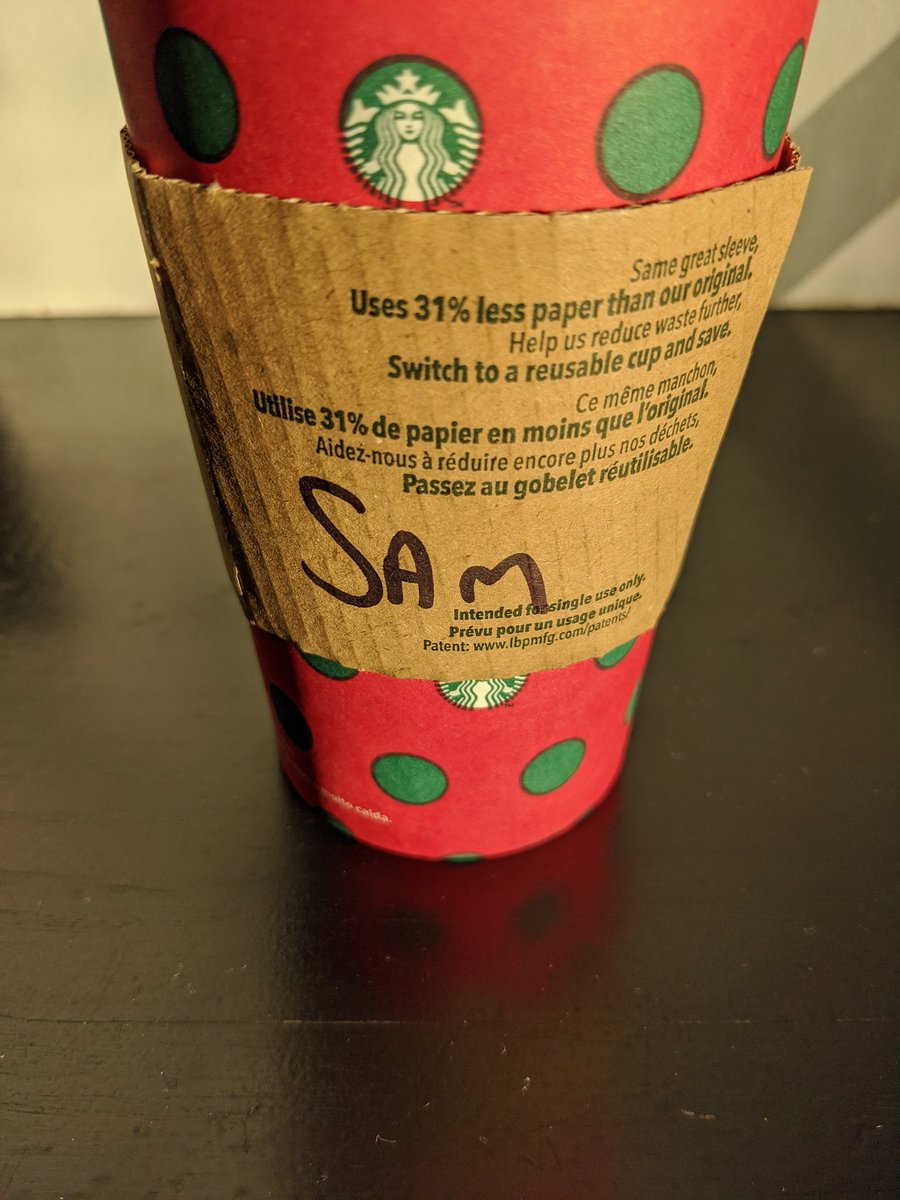 Same great sleeve,
Uses 31% less paper than our original.
Help us reduce waste further,
Switch to a reusable cup and save.
Ce même manchon,
Utilise 31% de papier en moins que l'original.
Aidez-nous à réduire encore plus nos déchets,
Passez au gobelet réutilisable.
SAM
Intended for single use only.
Prévu pour un usage unique.
Patent: www.lbpmfg.com/patents/
caida.